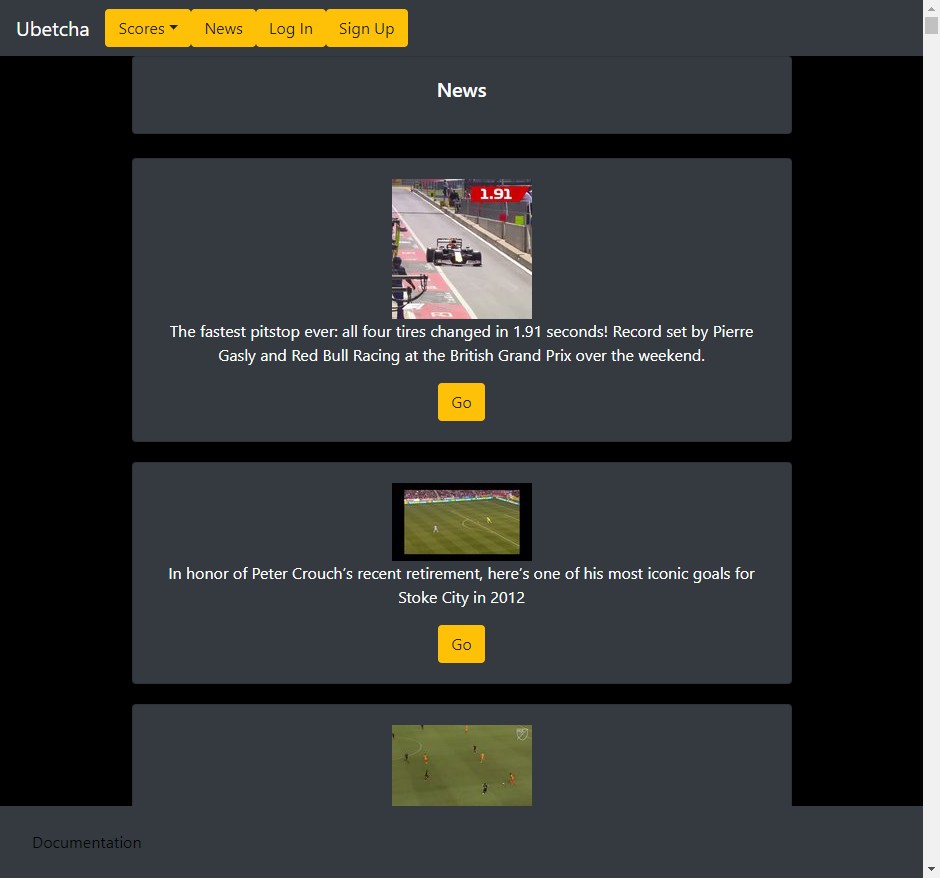 Ubetcha Scores News Log In Sign Up
News
1.91
The fastest pitstop ever: all four tires changed in 1.91 seconds! Record set by Pierre
Gasly and Red Bull Racing at the British Grand Prix over the weekend.
Go
In honor of Peter Crouch’s recent retirement, here’s one of his most iconic goals for
Stoke City in 2012
Go
Documentation